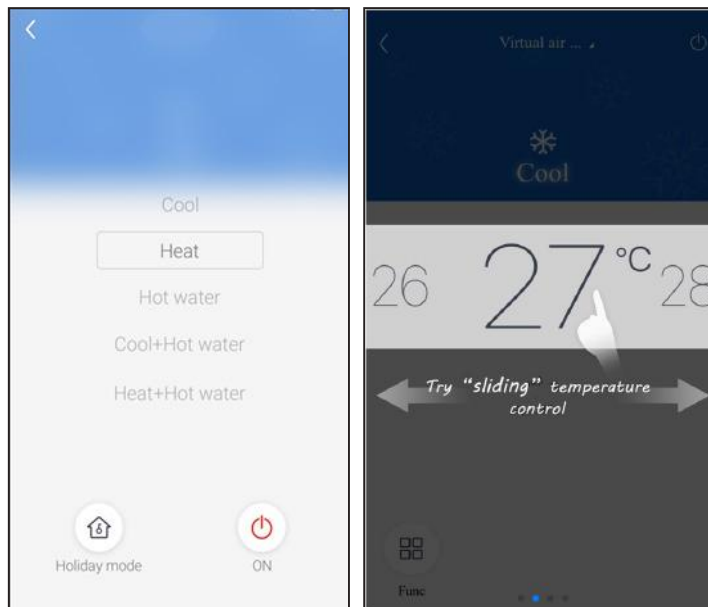 Cool
Heat
Hot water
Cool+Hot water
Heat+Hot water
Holiday mode
ON
Virtual air ...
Cool
26
27°C
28
Try “sliding” temperature
control
Func